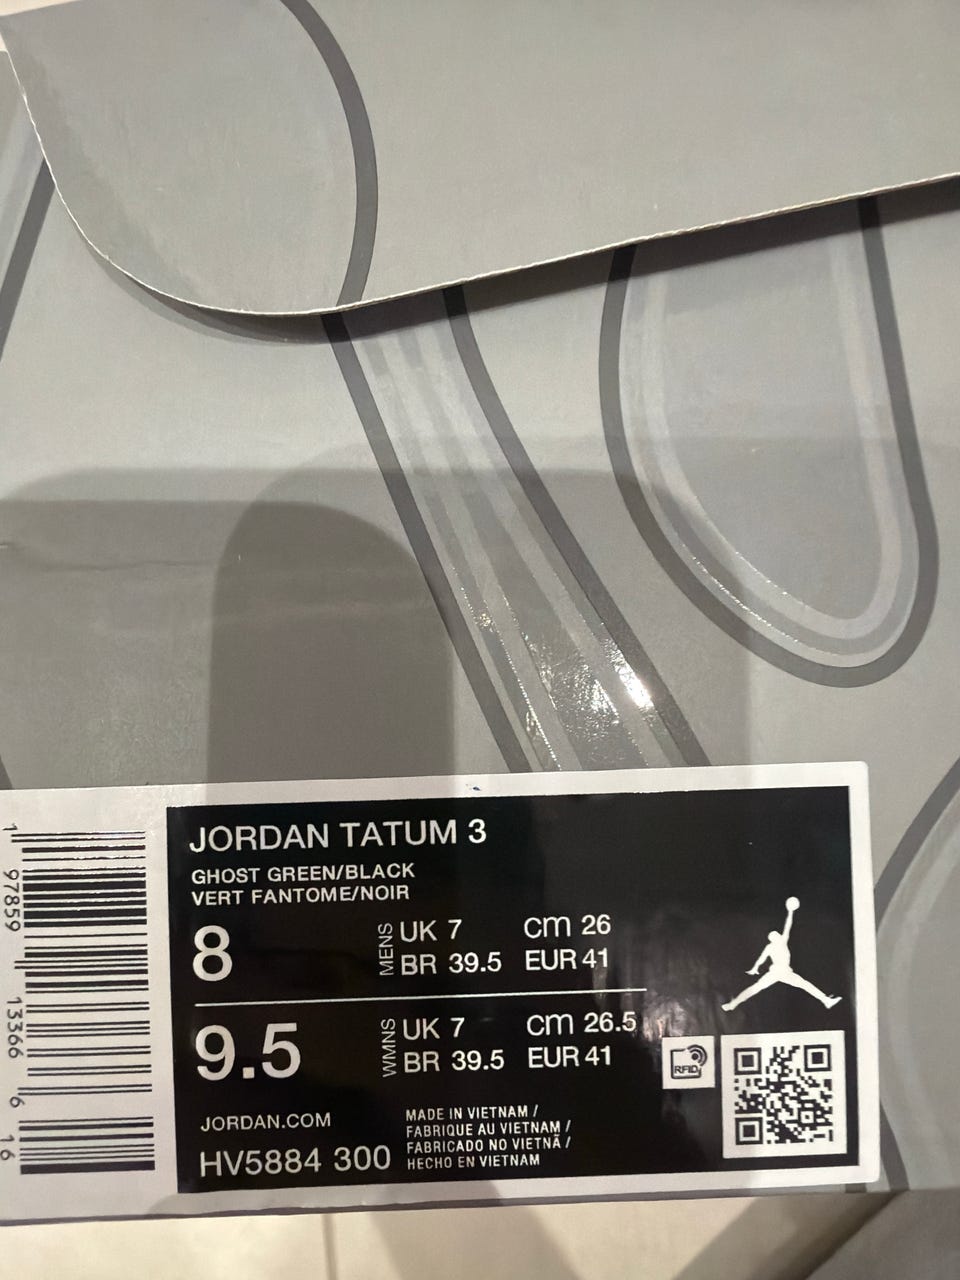 JORDAN TATUM 3
GHOST GREEN/BLACK
VERT FANTOME/NOIR
8
MENS
UK 7 CM 26
BR 39.5 EUR 41
9.5
WMNS
UK 7 CM 26.5
BR 39.5 EUR 41
RFID
JORDAN.COM
HV5884 300
MADE IN VIETNAM /
FABRIQUE AU VIETNAM /
FABRICADO NO VIETNÃ /
HECHO EN VIETNAM
1 97859 13366 6 16